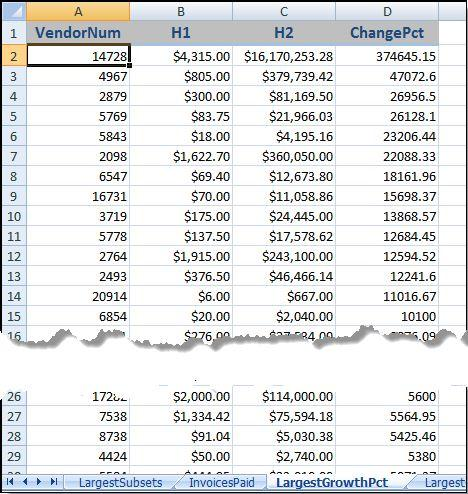 A B C D
1 VendorNum H1 H2 ChangePct
2 14728 $4,315.00 $16,170,253.28 374645.15
3 4967 $805.00 $379,739.42 47072.6
4 2879 $300.00 $81,169.50 26956.5
5 5769 $83.75 $21,966.03 26128.1
6 5843 $18.00 $4,195.16 23206.44
7 2098 $1,622.70 $360,050.00 22088.33
8 6547 $69.40 $12,673.80 18161.96
9 16731 $70.00 $11,058.86 15698.37
10 3719 $175.00 $24,445.00 13868.57
11 5778 $137.50 $17,578.62 12684.45
12 2764 $1,915.00 $243,100.00 12594.52
13 2493 $376.50 $46,466.14 12241.6
14 20914 $6.00 $667.00 11016.67
15 6854 $20.00 $2,040.00 10100
16 $276.00
26 $2,000.00 $114,000.00 5600
27 7538 $1,334.42 $75,594.18 5564.95
28 8738 $91.04 $5,030.38 5425.46
29 4424 $50.00 $2,740.00 5380
LargestSubsets InvoicesPaid LargestGrowthPct Largest